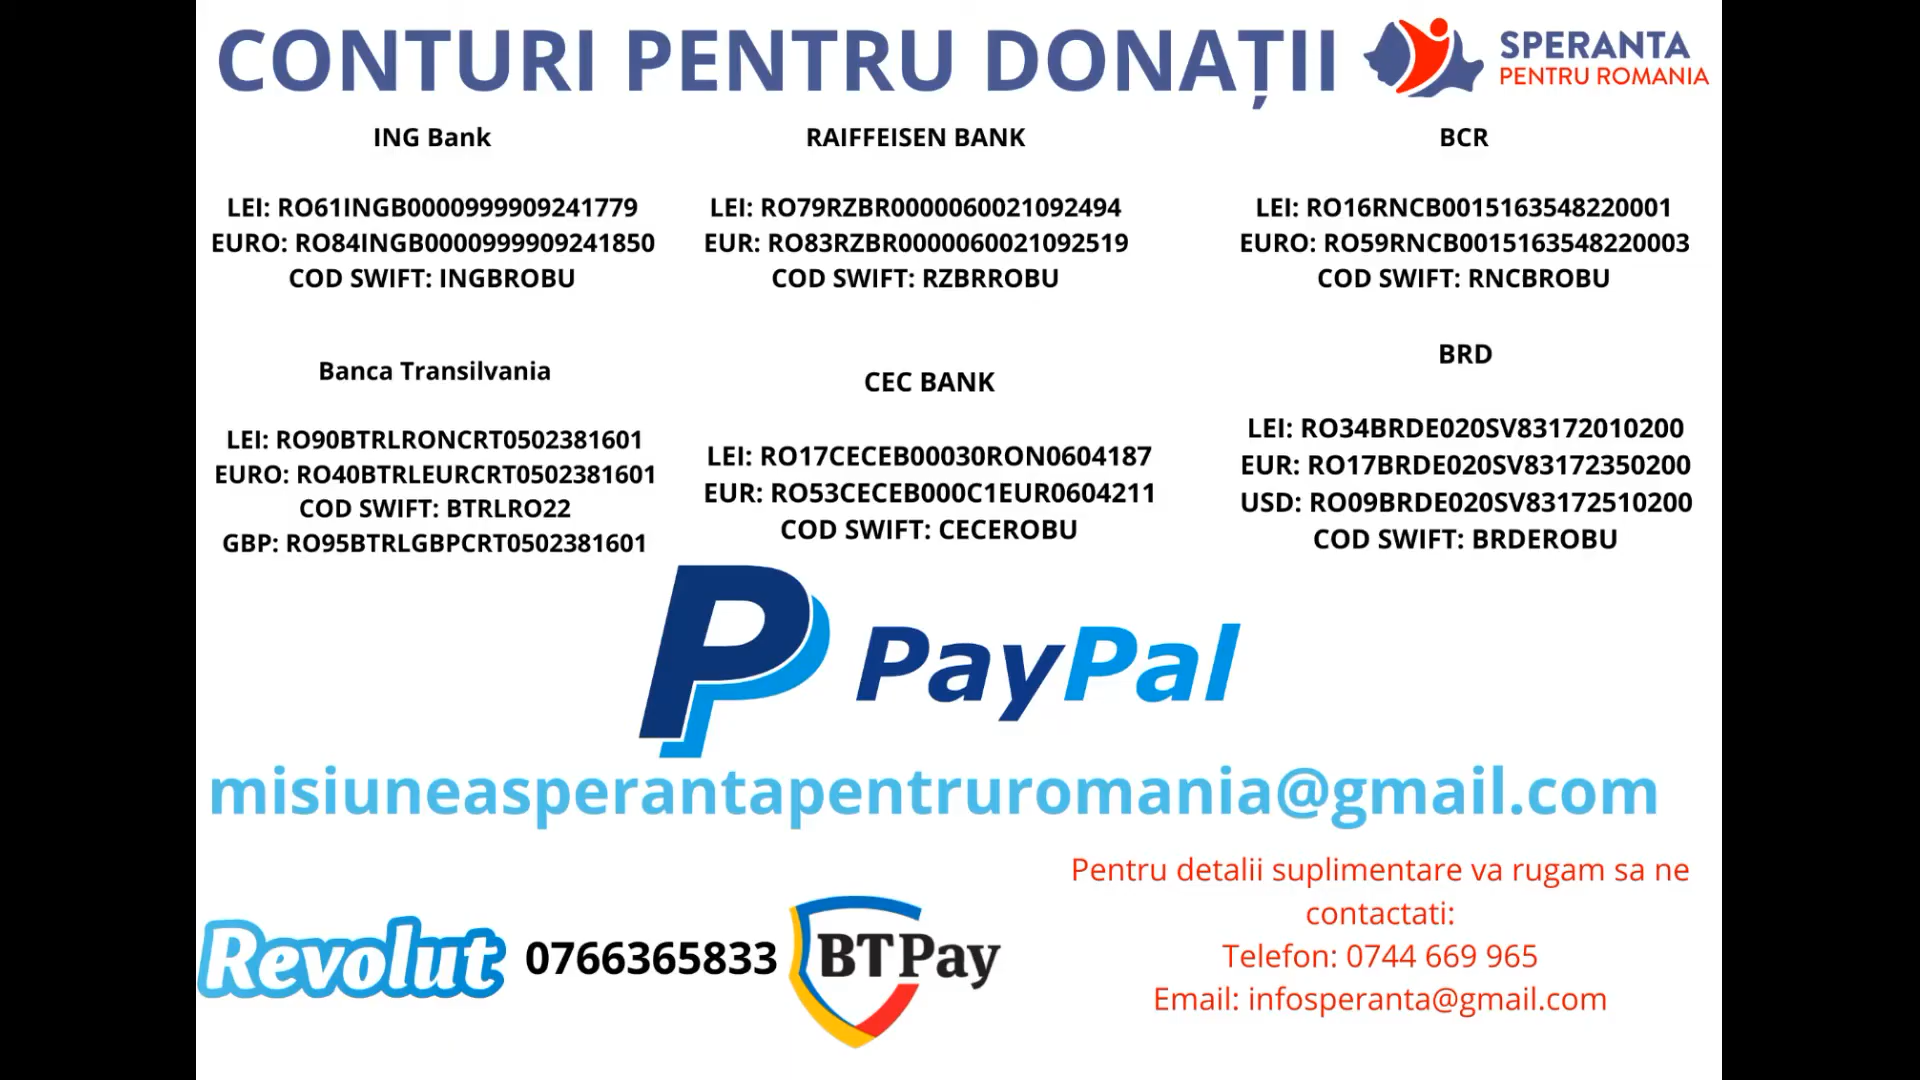 CONTURI PENTRU DONAȚII
SPERANTA
PENTRU ROMANIA
ING Bank
LEI: RO61INGB0000999909241779
EURO: RO84INGB0000999909241850
COD SWIFT: INGBROBU
RAIFFEISEN BANK
LEI: RO79RZBR0000060021092494
EUR: RO83RZBR0000060021092519
COD SWIFT: RZBRROBU
BCR
LEI: RO16RNCB0015163548220001
EURO: RO59RNCB0015163548220003
COD SWIFT: RNCBROBU
Banca Transilvania
LEI: RO90BTRLRONCRT0502381601
EURO: RO40BTRLEURCRT0502381601
COD SWIFT: BTRLRO22
GBP: RO95BTRLGBPCRT0502381601
CEC BANK
LEI: RO17CECEB00030RON0604187
EUR: RO53CECEB000C1EUR0604211
COD SWIFT: CECEROBU
BRD
LEI: RO34BRDE020SV83172010200
EUR: RO17BRDE020SV83172350200
USD: RO09BRDE020SV83172510200
COD SWIFT: BRDEROBU
PayPal
misiuneasperantapentruromania@gmail.com
Revolut 0766365833 BT Pay
Pentru detalii suplimentare va rugam sa ne
contactati:
Telefon: 0744 669 965
Email: infosperanta@gmail.com